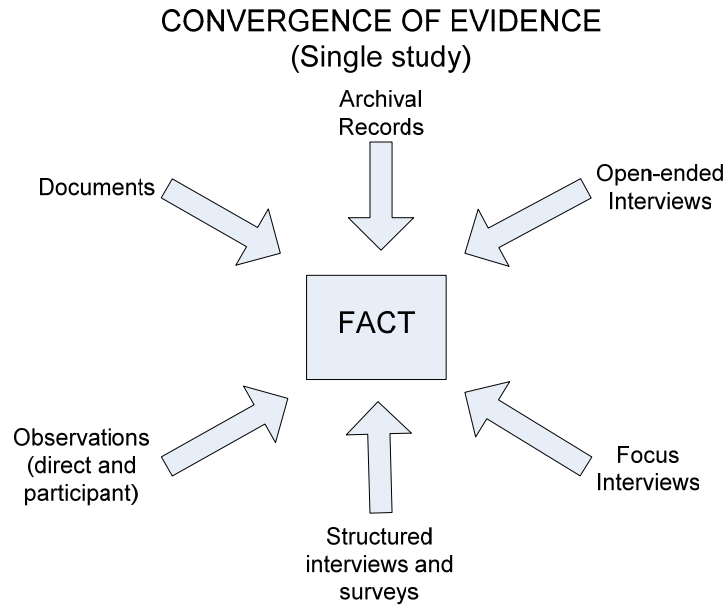 CONVERGENCE OF EVIDENCE
(Single study)
Archival
Records
Documents
Open-ended
Interviews
FACT
Observations
(direct and
participant)
Focus
Interviews
Structured
interviews and
surveys